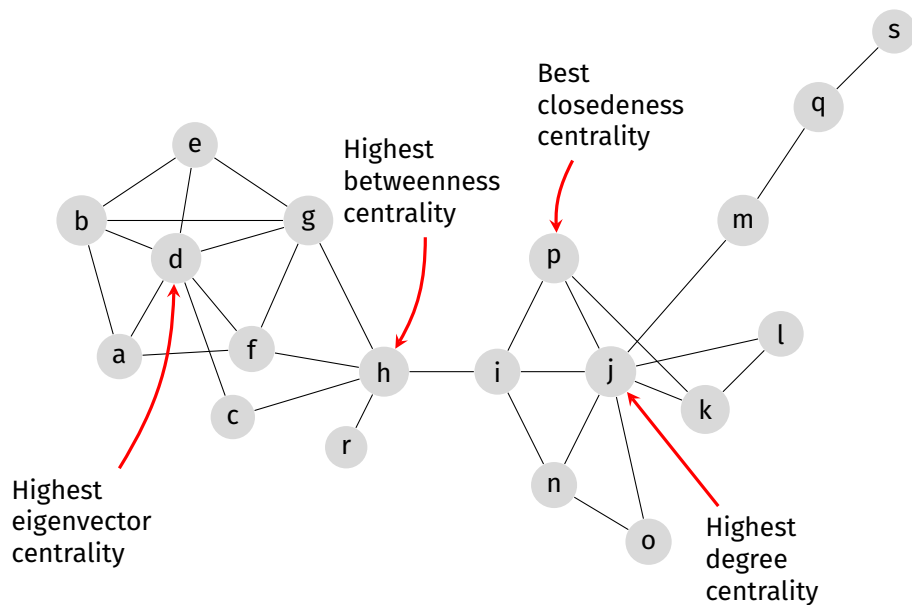 s
Best
closedeness
centrality
q
e
Highest
betweenness
centrality
b
g
m
d
p
l
a
f
h
i
j
k
c
r
n
Highest
eigenvector
centrality
o
Highest
degree
centrality